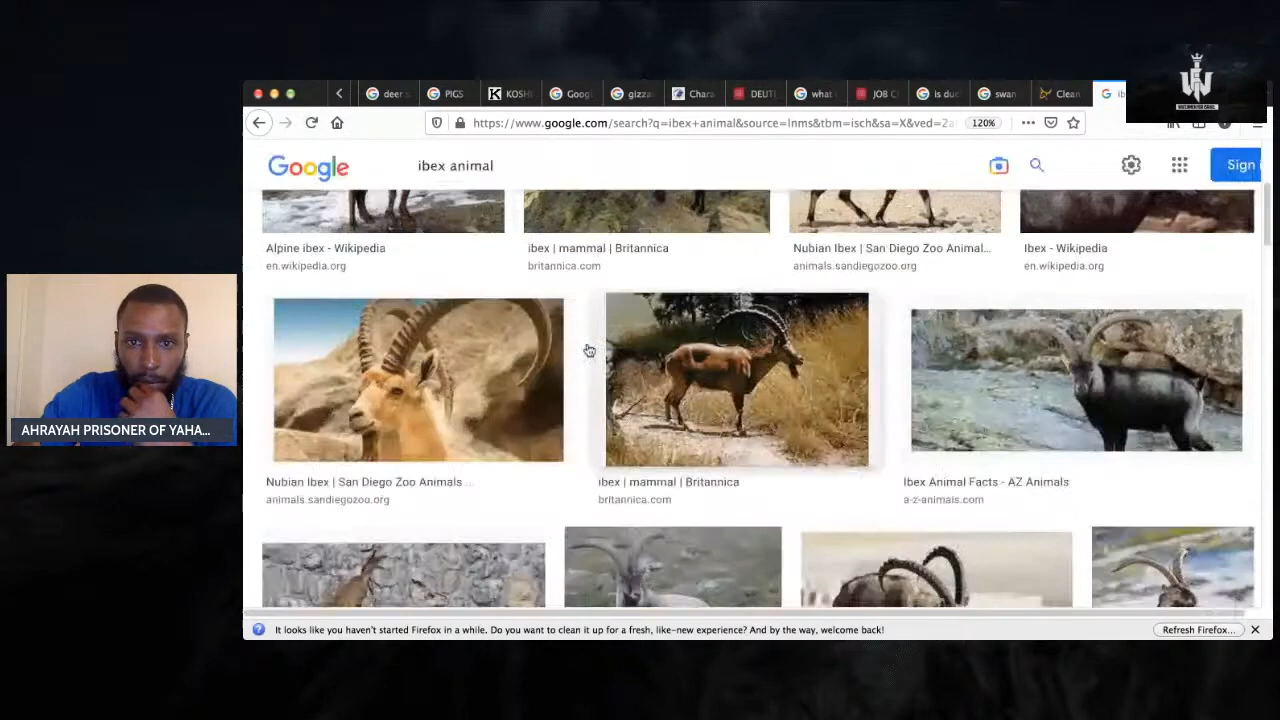 deer s
PIGS
KOSH
Goog
gizza
Chara
DEUT
what i
JOB C
is duc
swan
Clean
ib
WATCHMEN FOR ISRAEL
https://www.google.com/search?q=ibex+animal&source=lnms&tbm=isch&sa=X&ved=2a
120%
Google
ibex animal
Sign
Alpine ibex - Wikipedia
ibex | mammal | Britannica
Nubian Ibex | San Diego Zoo Animal...
Ibex - Wikipedia
en.wikipedia.org
britannica.com
animals.sandiegozoo.org
en.wikipedia.org
AHRAYAH PRISONER OF YAHA...
Nubian Ibex | San Diego Zoo Animals ...
ibex | mammal | Britannica
Ibex Animal Facts - AZ Animals
animals.sandiegozoo.org
britannica.com
a-z-animals.com
It looks like you haven't started Firefox in a while. Do you want to clean it up for a fresh, like-new experience? And by the way, welcome back!
Refresh Firefox...